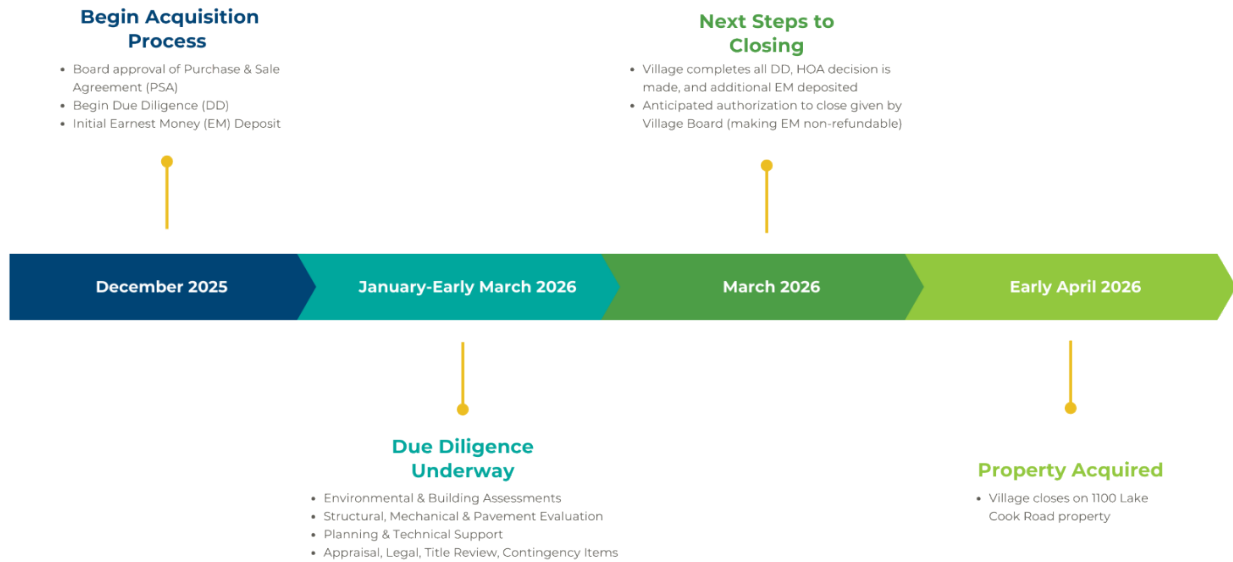 Begin Acquisition
Process
• Board approval of Purchase & Sale
Agreement (PSA)
• Begin Due Diligence (DD)
• Initial Earnest Money (EM) Deposit
Next Steps to
Closing
• Village completes all DD, HOA decision is
made, and additional EM deposited
• Anticipated authorization to close given by
Village Board (making EM non-refundable)
December 2025
January-Early March 2026
March 2026
Early April 2026
Due Diligence
Underway
• Environmental & Building Assessments
• Structural, Mechanical & Pavement Evaluation
• Planning & Technical Support
• Appraisal, Legal, Title Review, Contingency Items
Property Acquired
• Village closes on 1100 Lake
Cook Road property